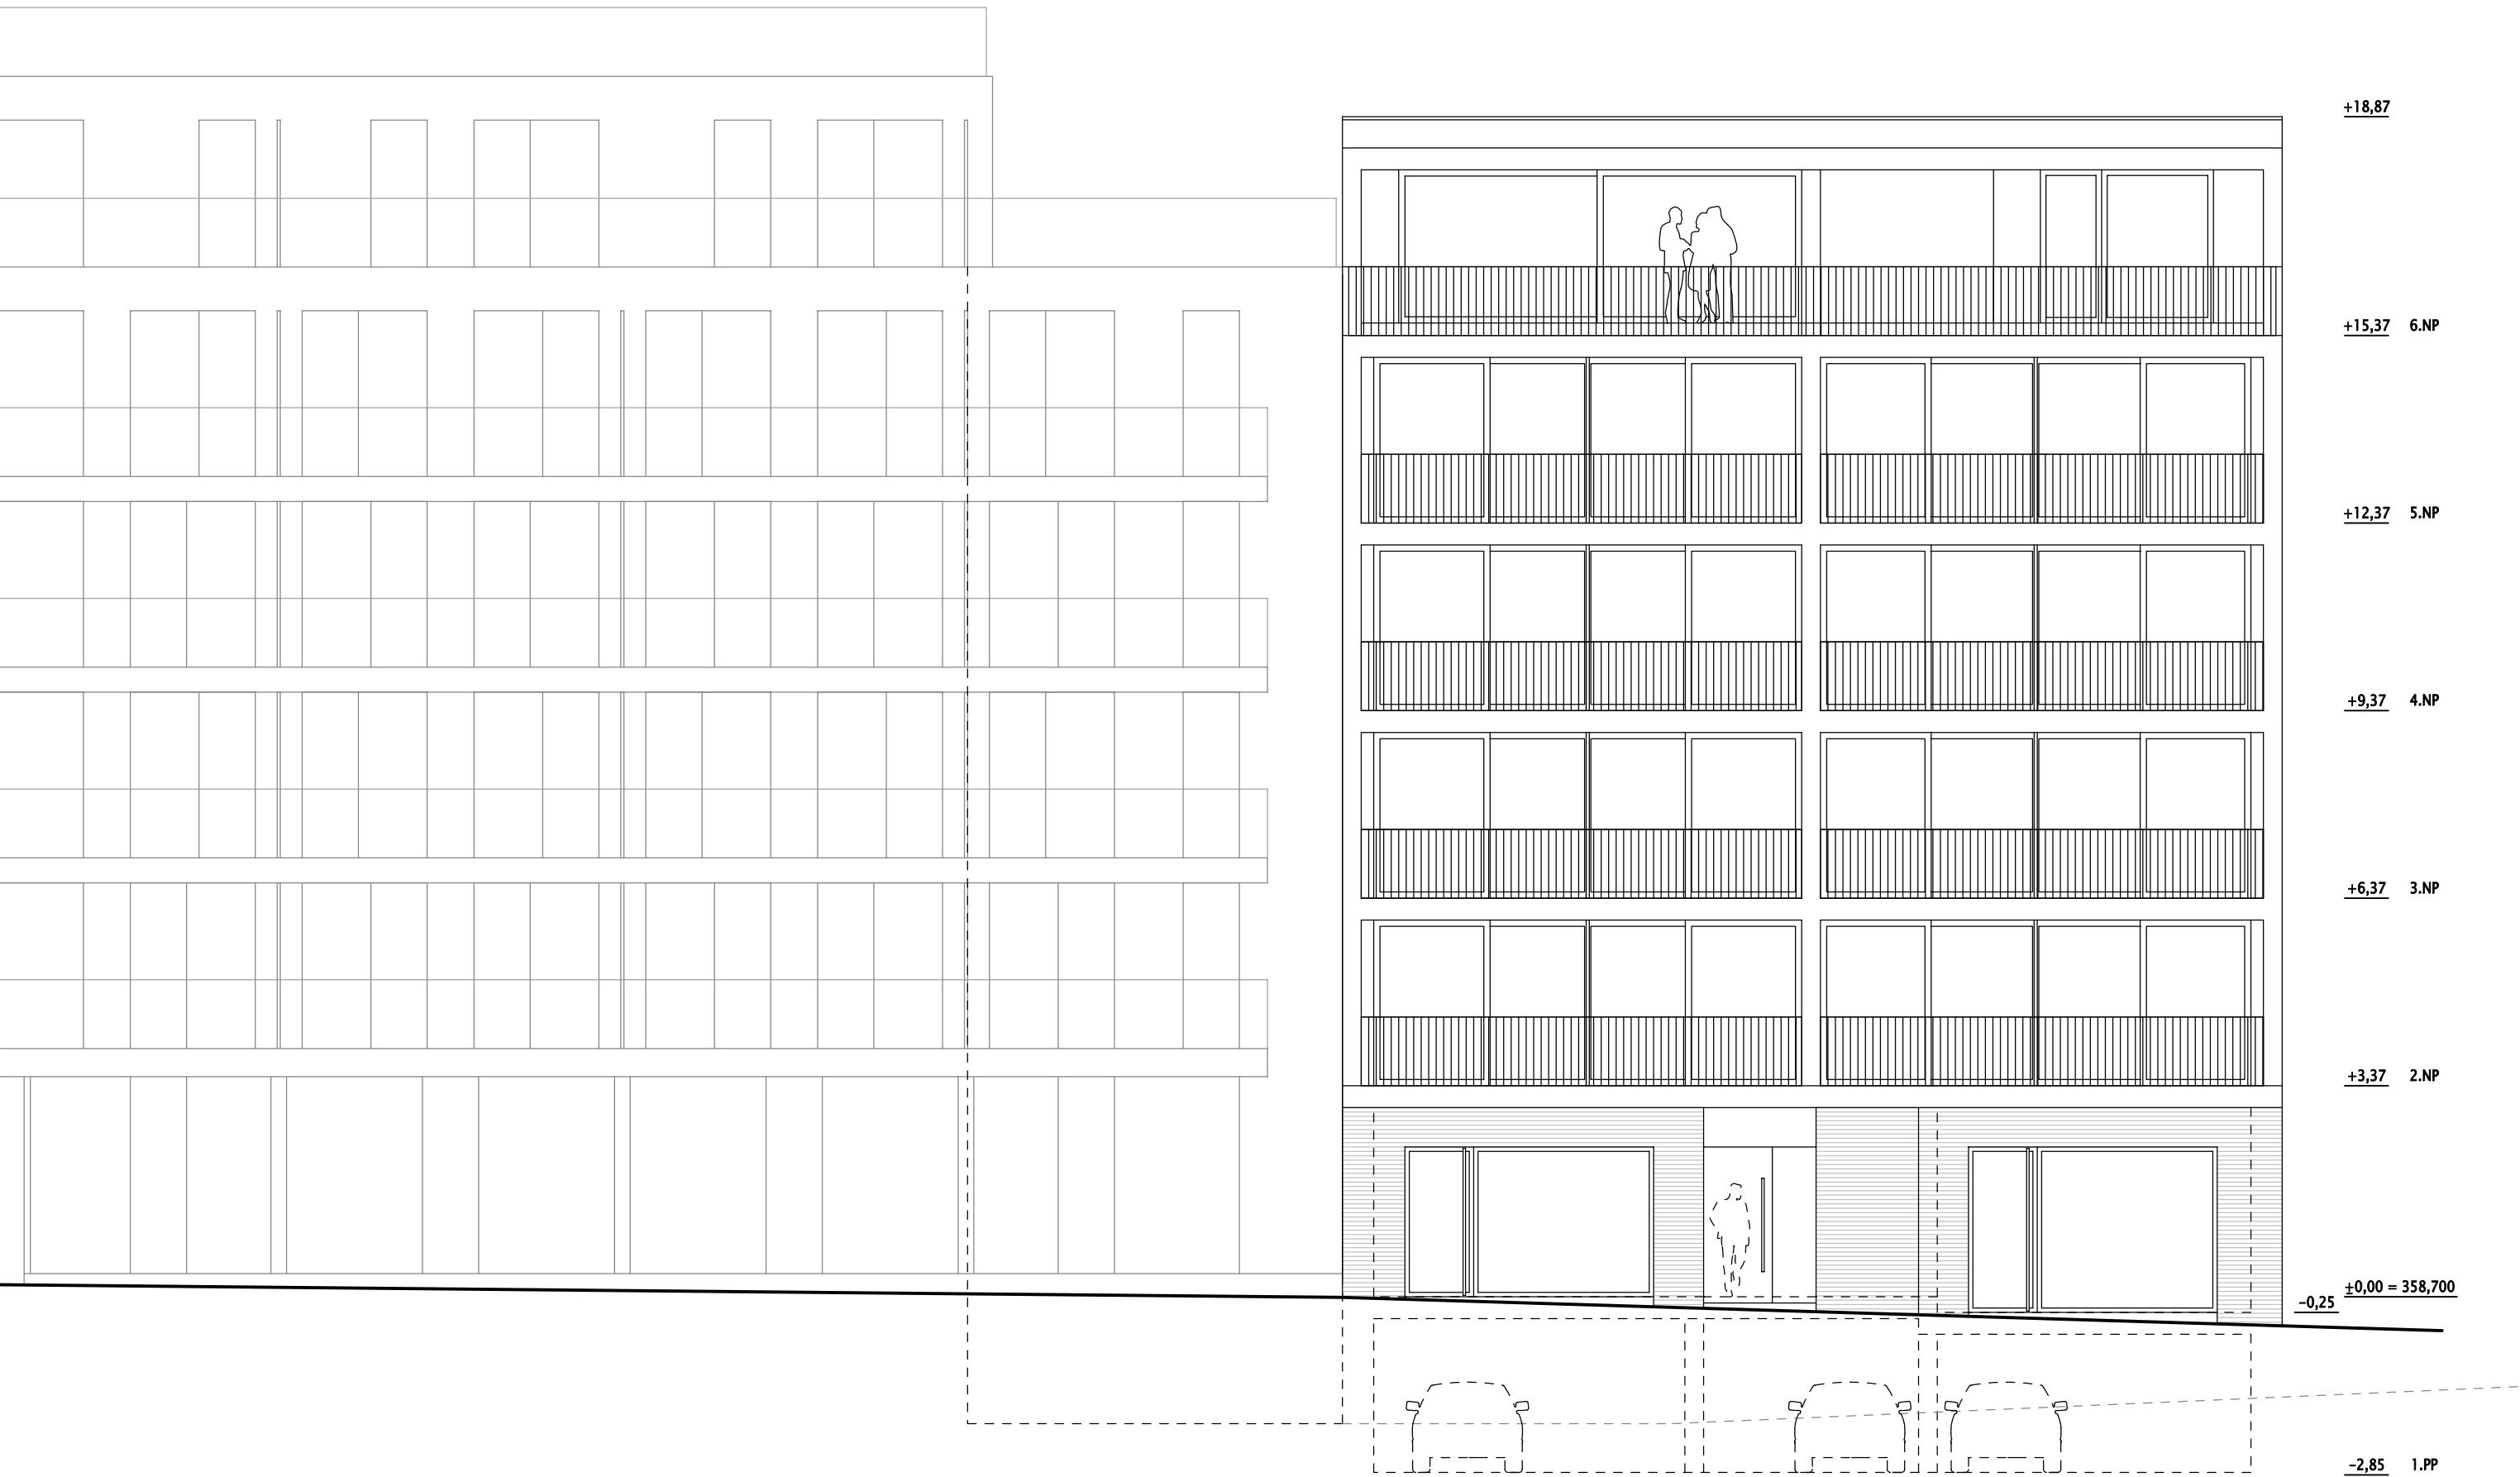 +18,87
+15,37 6.NP
+12,37 5.NP
+9,37 4.NP
+6,37 3.NP
+3,37 2.NP
±0,00 = 358,700
−0,25
−2,85 1.PP